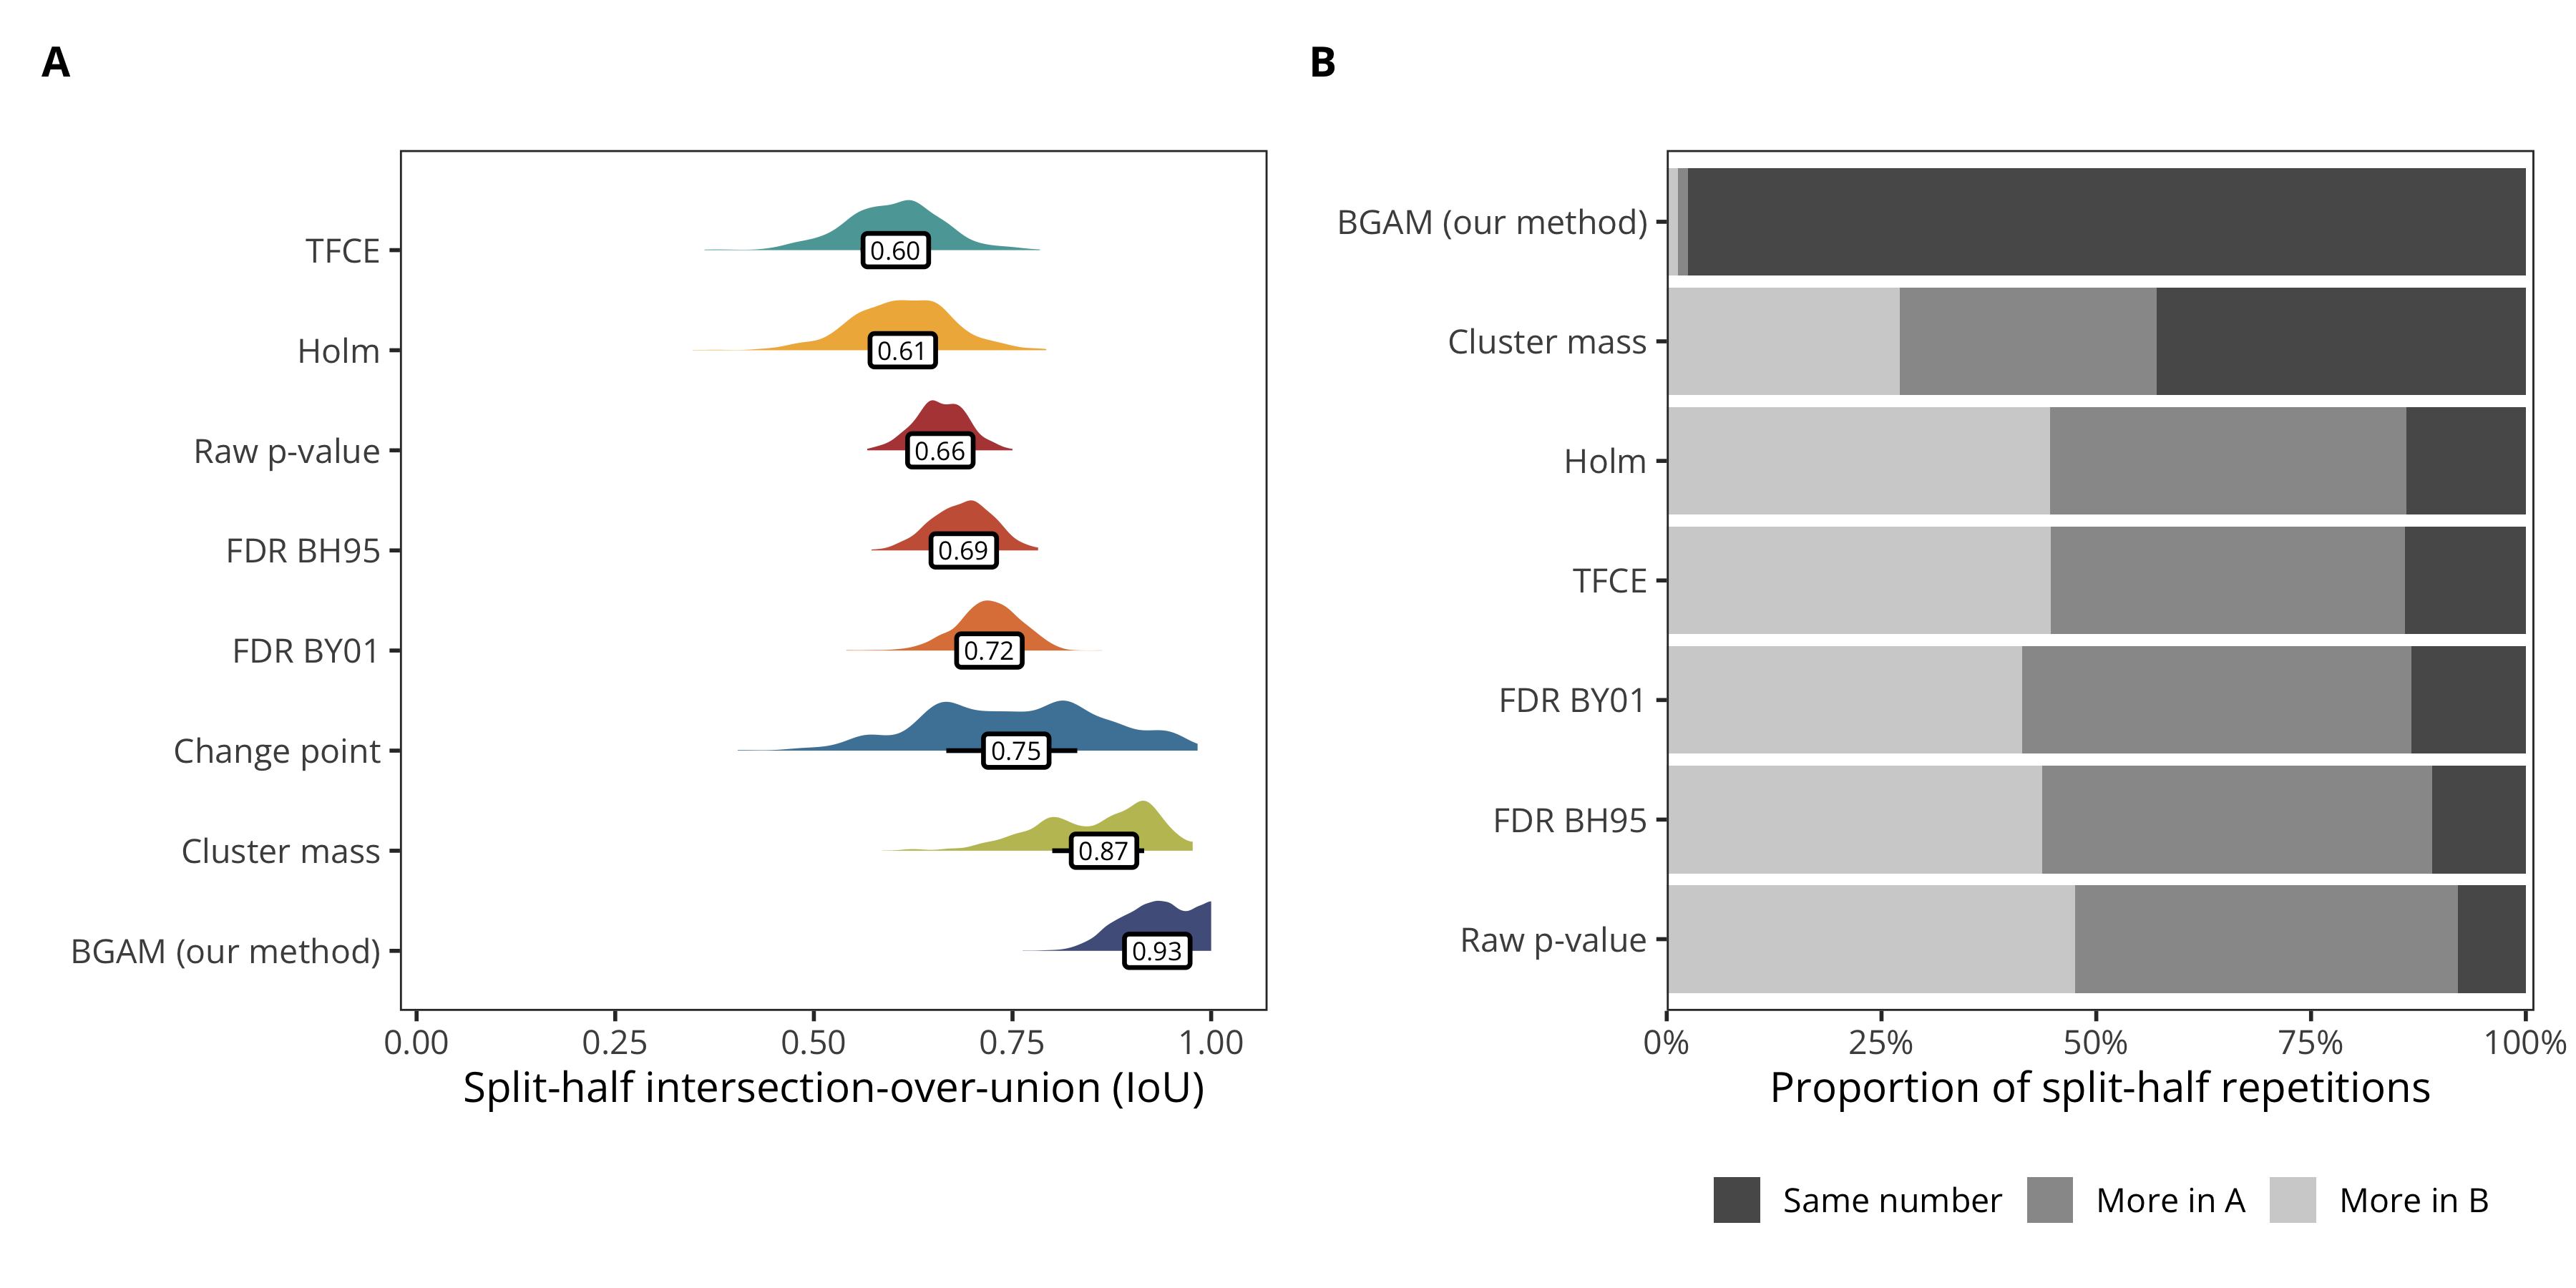 A
TFCE
0.60
Holm
0.61
Raw p-value
0.66
FDR BH95
0.69
FDR BY01
0.72
Change point
0.75
Cluster mass
0.87
BGAM (our method)
0.93
0.00 0.25 0.50 0.75 1.00
Split-half intersection-over-union (IoU)
B
BGAM (our method)
Cluster mass
Holm
TFCE
FDR BY01
FDR BH95
Raw p-value
0% 25% 50% 75% 100%
Proportion of split-half repetitions
Same number More in A More in B